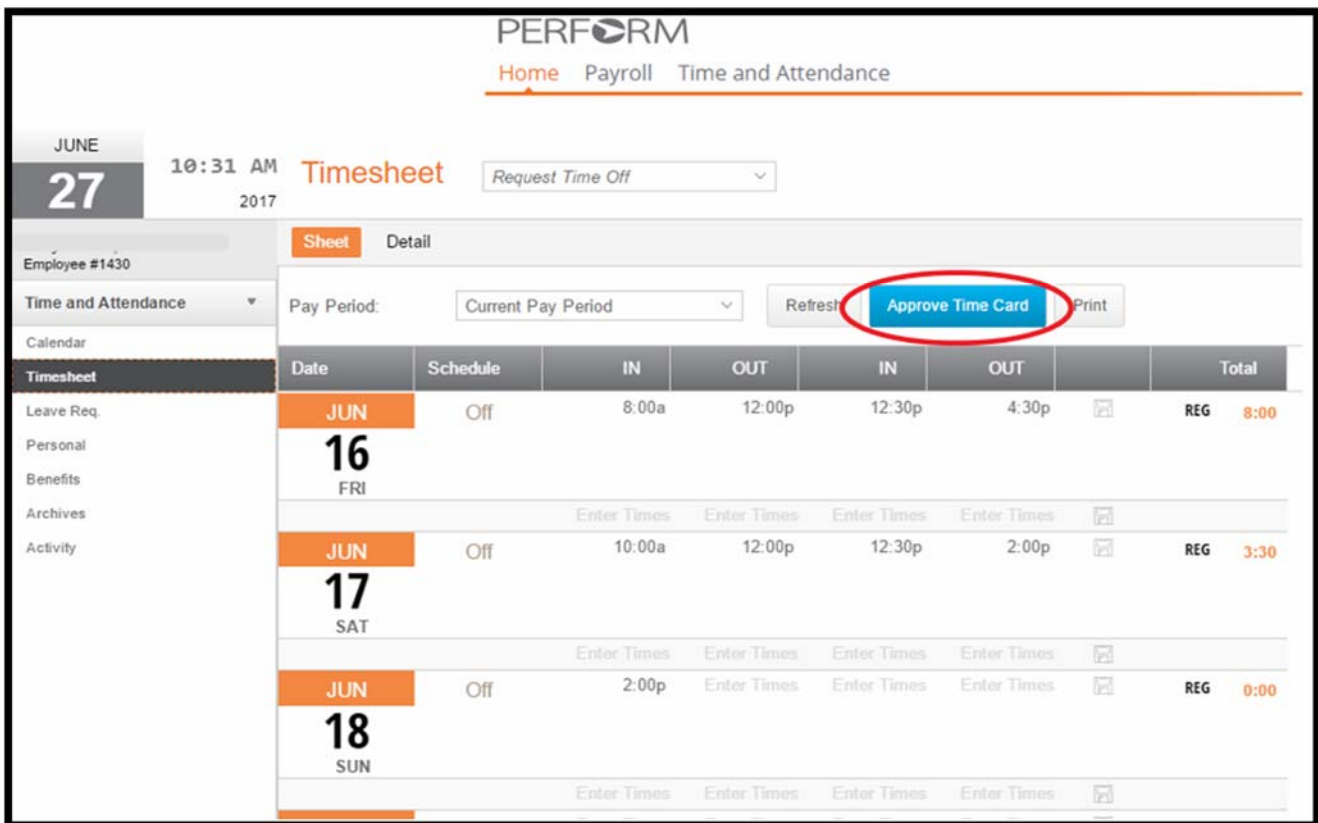 PERFORM
Home Payroll Time and Attendance
JUNE
27
10:31 AM
2017
Timesheet
Request Time Off
Employee #1430
Sheet Detail
Time and Attendance
Calendar
Timesheet
Leave Req.
Personal
Benefits
Archives
Activity
Pay Period: Current Pay Period Refresh Approve Time Card Print
Date Schedule IN OUT IN OUT Total
JUN Off 8:00a 12:00p 12:30p 4:30p REG 8:00
16
FRI
Enter Times Enter Times Enter Times Enter Times
JUN Off 10:00a 12:00p 12:30p 2:00p REG 3:30
17
SAT
Enter Times Enter Times Enter Times Enter Times
JUN Off 2:00p Enter Times Enter Times Enter Times REG 0:00
18
SUN
Enter Times Enter Times Enter Times Enter Times